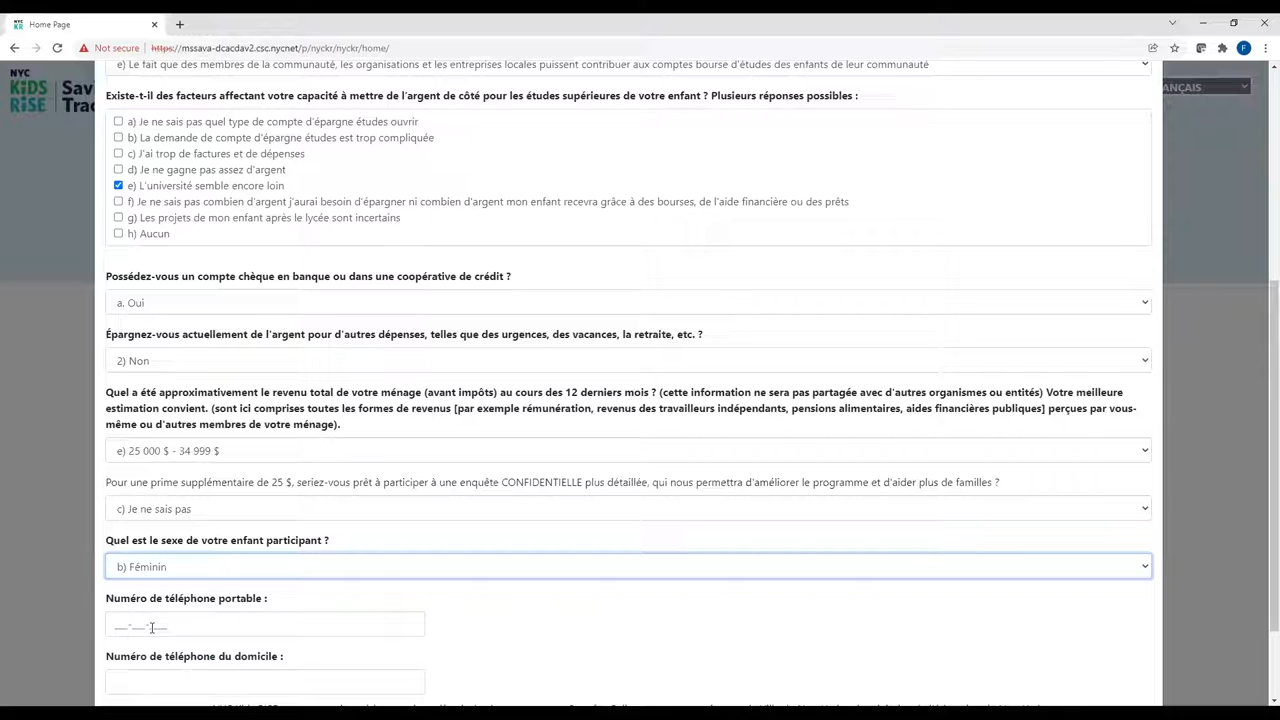 Home Page
Not secure
https://mssava-dcacdav2.csc.nycnet/p/nyckr/nyckr/home/
F
NYC
KiDS
RiSE
Savi
Trac
ANÇAIS
e) Le fait que des membres de la communauté, les organisations et les entreprises locales puissent contribuer aux comptes bourse d'études des enfants de leur communauté
Existe-t-il des facteurs affectant votre capacité à mettre de l'argent de côté pour les études supérieures de votre enfant ? Plusieurs réponses possibles :
a) Je ne sais pas quel type de compte d'épargne études ouvrir
b) La demande de compte d'épargne études est trop compliquée
c) J'ai trop de factures et de dépenses
d) Je ne gagne pas assez d'argent
e) L'université semble encore loin
f) Je ne sais pas combien d'argent j'aurai besoin d'épargner ni combien d'argent mon enfant recevra grâce à des bourses, de l'aide financière ou des prêts
g) Les projets de mon enfant après le lycée sont incertains
h) Aucun
Possédez-vous un compte chèque en banque ou dans une coopérative de crédit ?
a. Oui
Épargnez-vous actuellement de l'argent pour d'autres dépenses, telles que des urgences, des vacances, la retraite, etc. ?
2) Non
Quel a été approximativement le revenu total de votre ménage (avant impôts) au cours des 12 derniers mois ? (cette information ne sera pas partagée avec d'autres organismes ou entités) Votre meilleure
estimation convient. (sont ici comprises toutes les formes de revenus [par exemple rémunération, revenus des travailleurs indépendants, pensions alimentaires, aides financières publiques] perçues par vous-
même ou d'autres membres de votre ménage).
e) 25 000 $ - 34 999 $
Pour une prime supplémentaire de 25 $, seriez-vous prêt à participer à une enquête CONFIDENTIELLE plus détaillée, qui nous permettra d'améliorer le programme et d'aider plus de familles ?
c) Je ne sais pas
Quel est le sexe de votre enfant participant ?
b) Féminin
Numéro de téléphone portable :
___-___-____
Numéro de téléphone du domicile :